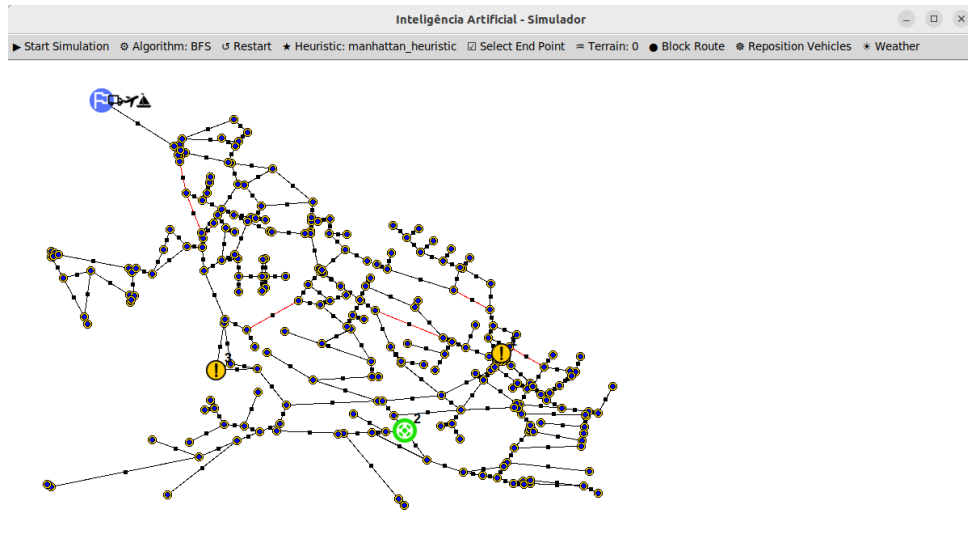 Inteligência Artificial - Simulador
▶ Start Simulation ⚙ Algorithm: BFS ↺ Restart ★ Heuristic: manhattan_heuristic ☑ Select End Point ≈ Terrain: 0 ● Block Route ☸ Reposition Vehicles ☀ Weather
3
2